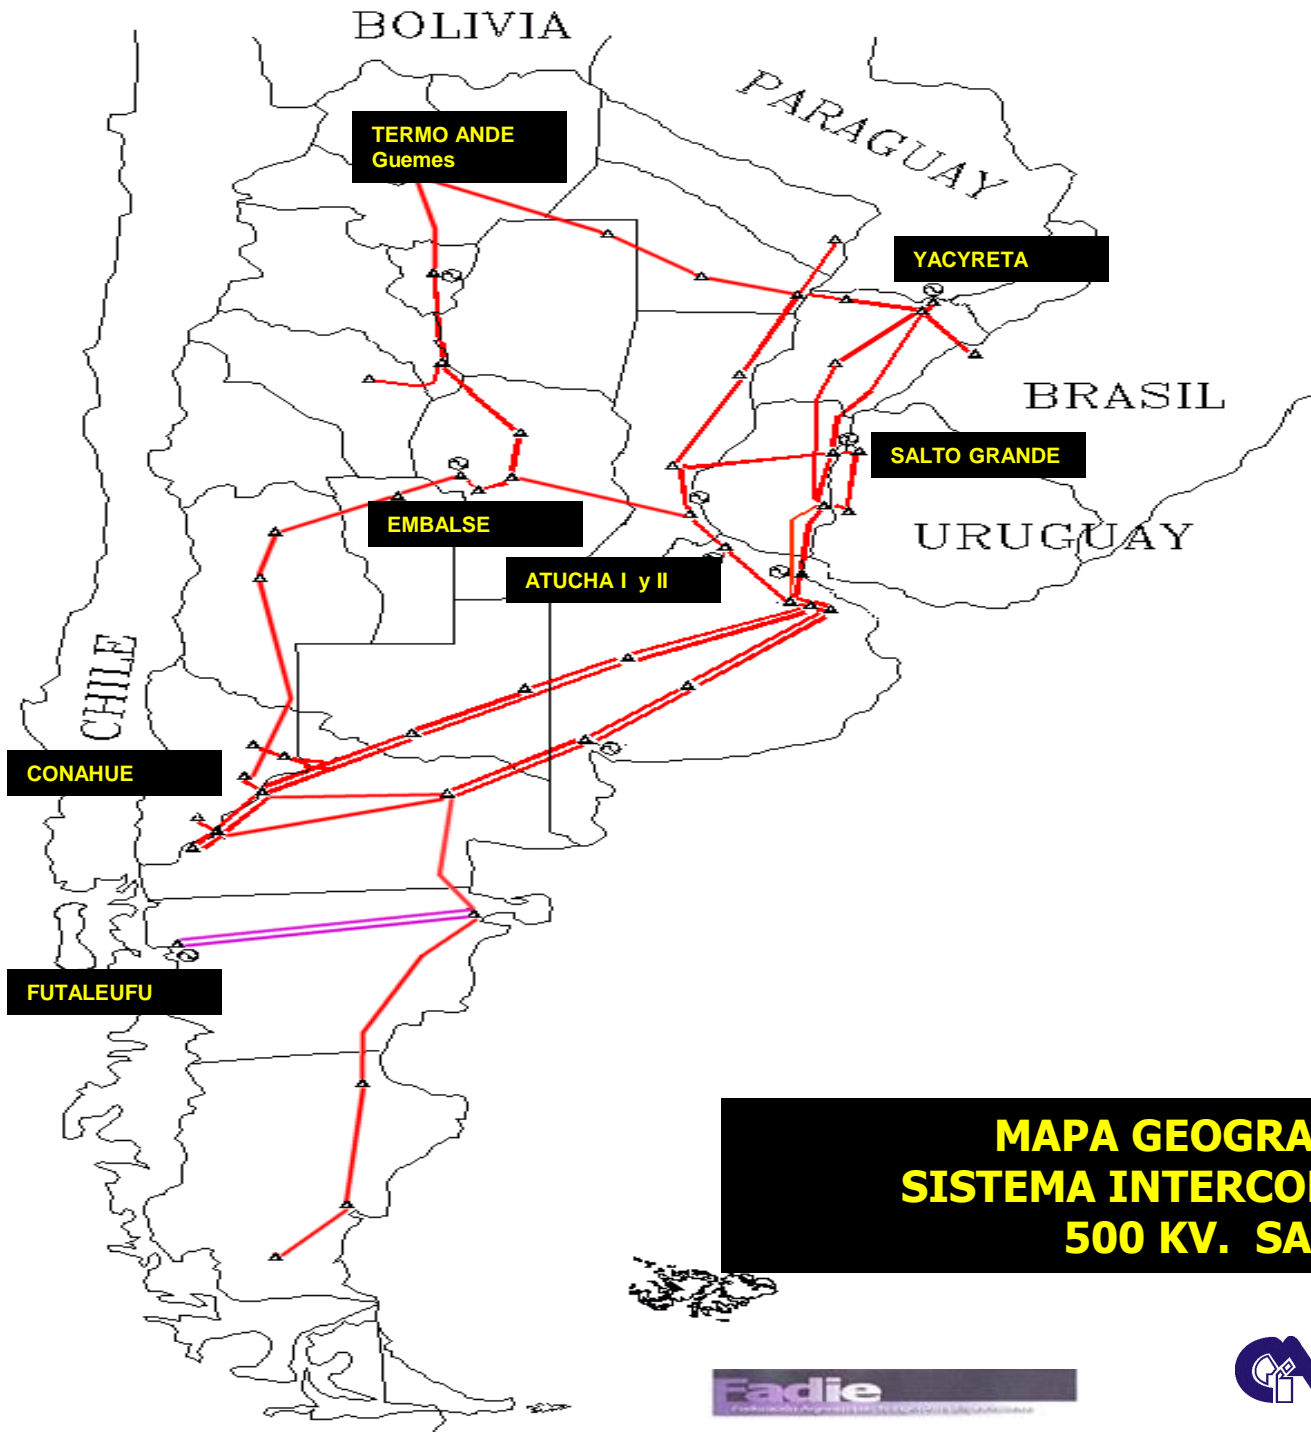 BOLIVIA
PARAGUAY
TERMO ANDE
Guemes
YACYRETA
BRASIL
SALTO GRANDE
EMBALSE
URUGUAY
ATUCHA I y II
CHILE
CONAHUE
FUTALEUFU
MAPA GEOGRA
SISTEMA INTERCO
500 KV. SA
Fadie